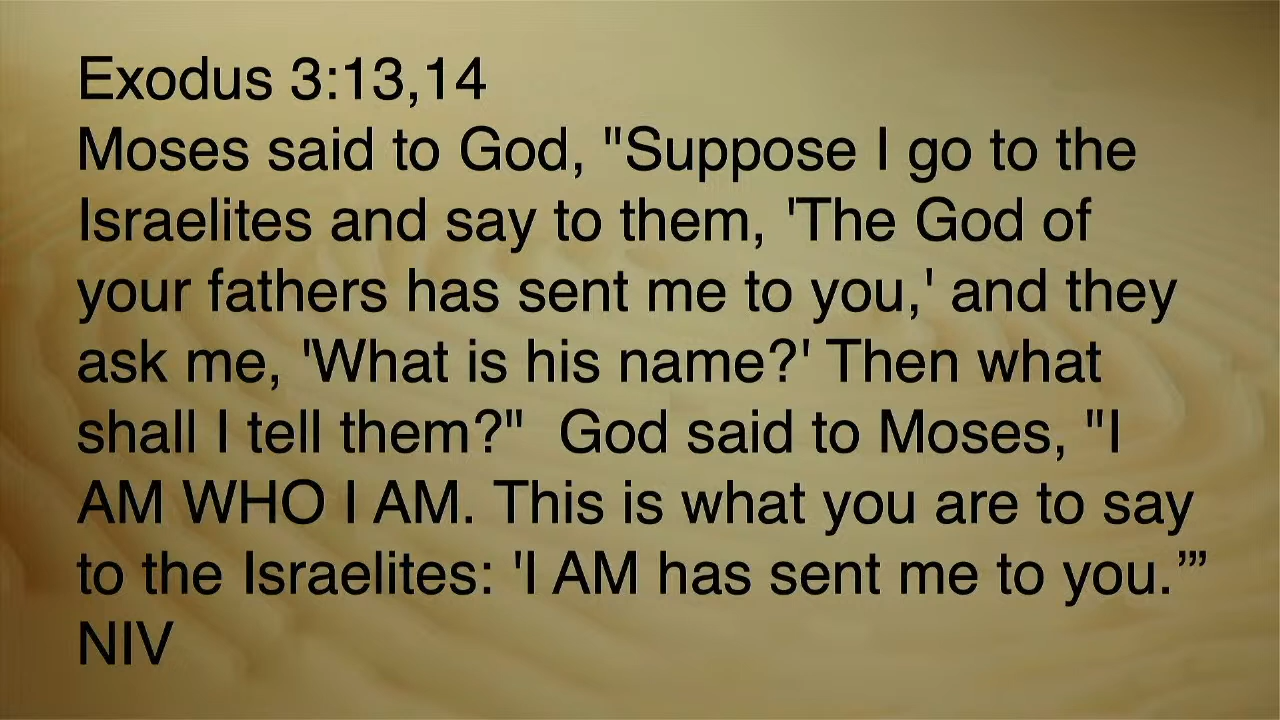 Exodus 3:13,14
Moses said to God, "Suppose I go to the
Israelites and say to them, 'The God of
your fathers has sent me to you,' and they
ask me, 'What is his name?' Then what
shall I tell them?"  God said to Moses, "I
AM WHO I AM. This is what you are to say
to the Israelites: 'I AM has sent me to you.’”
NIV